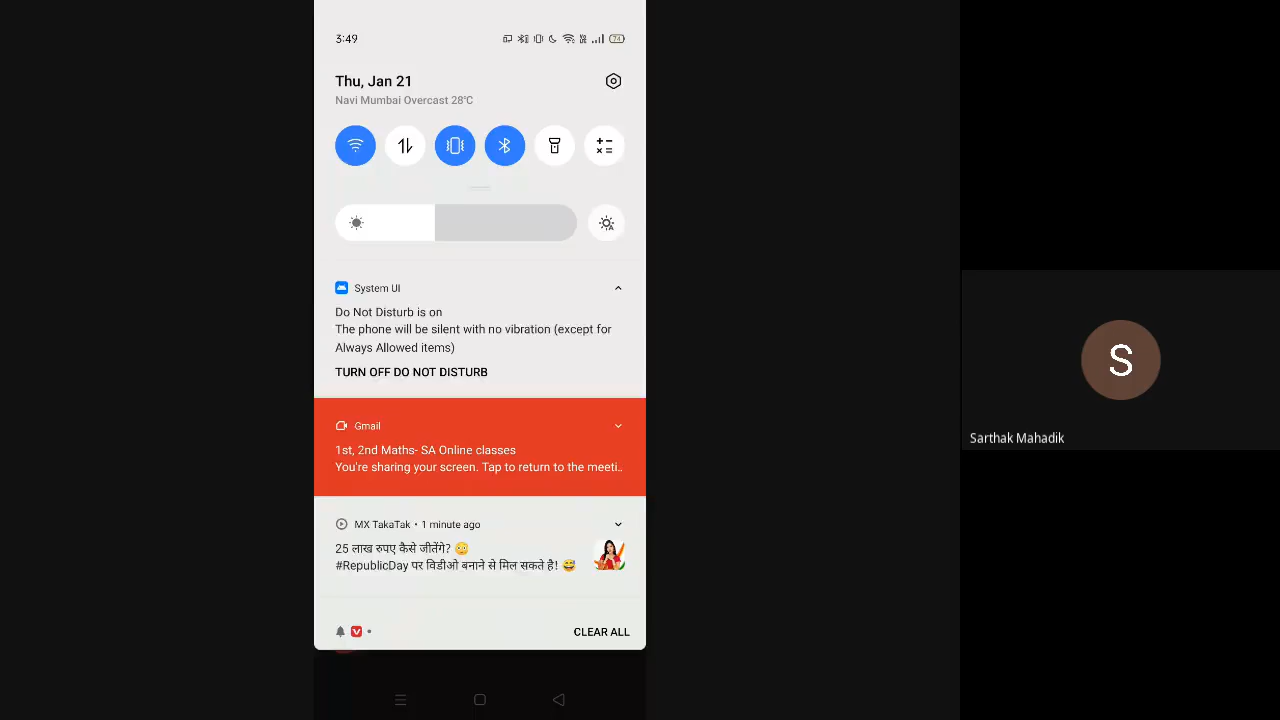 3:49
74
Thu, Jan 21
Navi Mumbai Overcast 28°C
System UI
Do Not Disturb is on
The phone will be silent with no vibration (except for
Always Allowed items)
TURN OFF DO NOT DISTURB
Gmail
1st, 2nd Maths- SA Online classes
You're sharing your screen. Tap to return to the meeti..
MX TakaTak • 1 minute ago
25 लाख रुपए कैसे जीतेंगे? 😳
#RepublicDay पर विडीओ बनाने से मिल सकते है! 😅
CLEAR ALL
S
Sarthak Mahadik